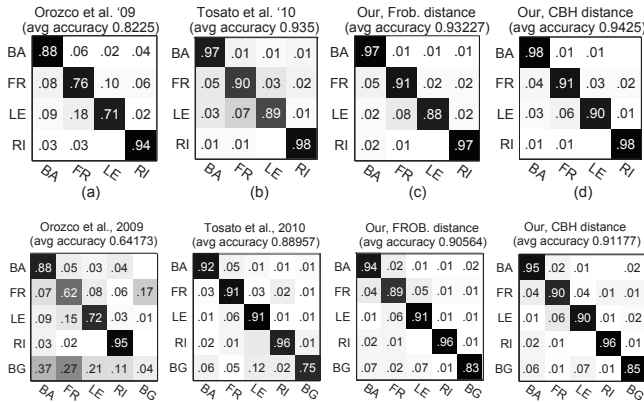 Orozco et al. '09 Tosato et al. '10 Our, Frob. distance Our, CBH distance
(avg accuracy 0.8225) (avg accuracy 0.935) (avg accuracy 0.93227) (avg accuracy 0.9425)
BA .88 .06 .02 .04 BA .97 .01 .01 .01 BA .97 .01 .01 .01 BA .98 .01 .01
FR .08 .76 .10 .06 FR .05 .90 .03 .02 FR .05 .91 .02 .02 FR .04 .91 .03 .02
LE .09 .18 .71 .02 LE .03 .07 .89 .01 LE .02 .08 .88 .02 LE .03 .06 .90 .01
RI .03 .03 .94 RI .01 .01 .98 RI .01 .01 .97 RI .01 .01 .98
BA FR LE RI BA FR LE RI BA FR LE RI BA FR LE RI
(a) (b) (c) (d)
Orozco et al., 2009 Tosato et al., 2010 Our, FROB. distance Our, CBH distance
(avg accuracy 0.64173) (avg accuracy 0.88957) (avg accuracy 0.90564) (avg accuracy 0.91177)
BA .88 .05 .03 .04 BA .92 .05 .01 .01 .01 BA .94 .02 .01 .01 .02 BA .95 .02 .01 .02
FR .07 .62 .08 .06 .17 FR .03 .91 .03 .02 .01 FR .04 .89 .05 .01 .01 FR .04 .90 .04 .01 .01
LE .09 .15 .72 .03 .01 LE .01 .06 .91 .01 .01 LE .01 .06 .91 .01 .01 LE .01 .06 .90 .01 .02
RI .03 .02 .95 RI .01 .01 .01 .96 .01 RI .01 .01 .01 .96 .01 RI .01 .01 .01 .96 .01
BG .37 .27 .21 .11 .04 BG .06 .05 .12 .02 .75 BG .07 .02 .07 .01 .83 BG .06 .01 .07 .01 .85
BA FR LE RI BG BA FR LE RI BG BA FR LE RI BG BA FR LE RI BG